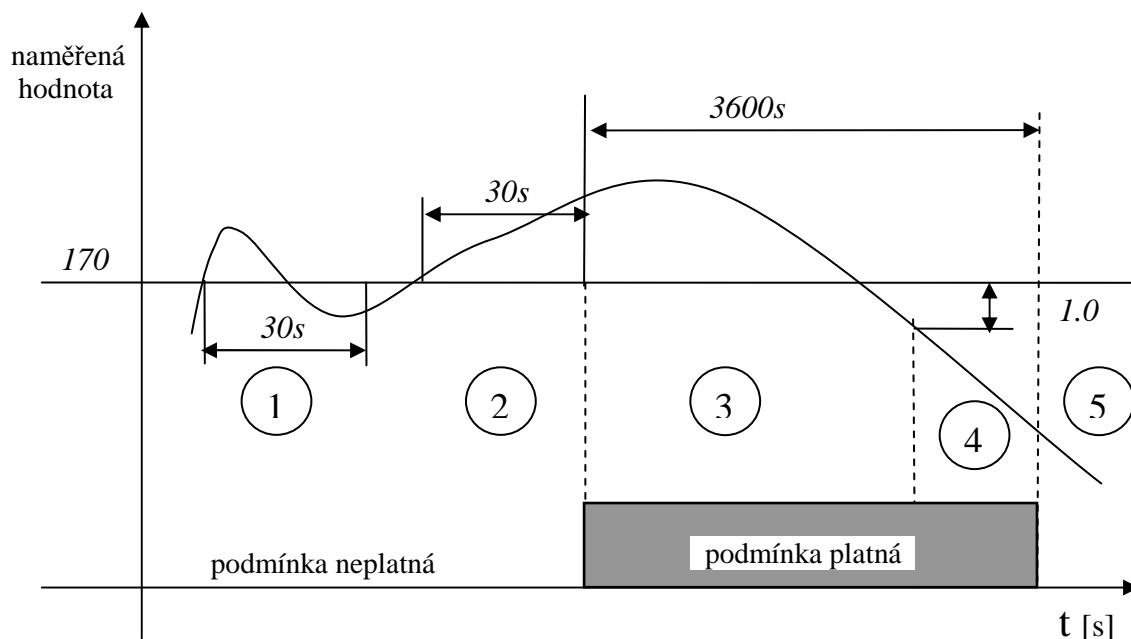 naměřená
hodnota
3600s
30s
170
30s
1.0
1
2
3
4
5
podmínka neplatná
podmínka platná
t [s]